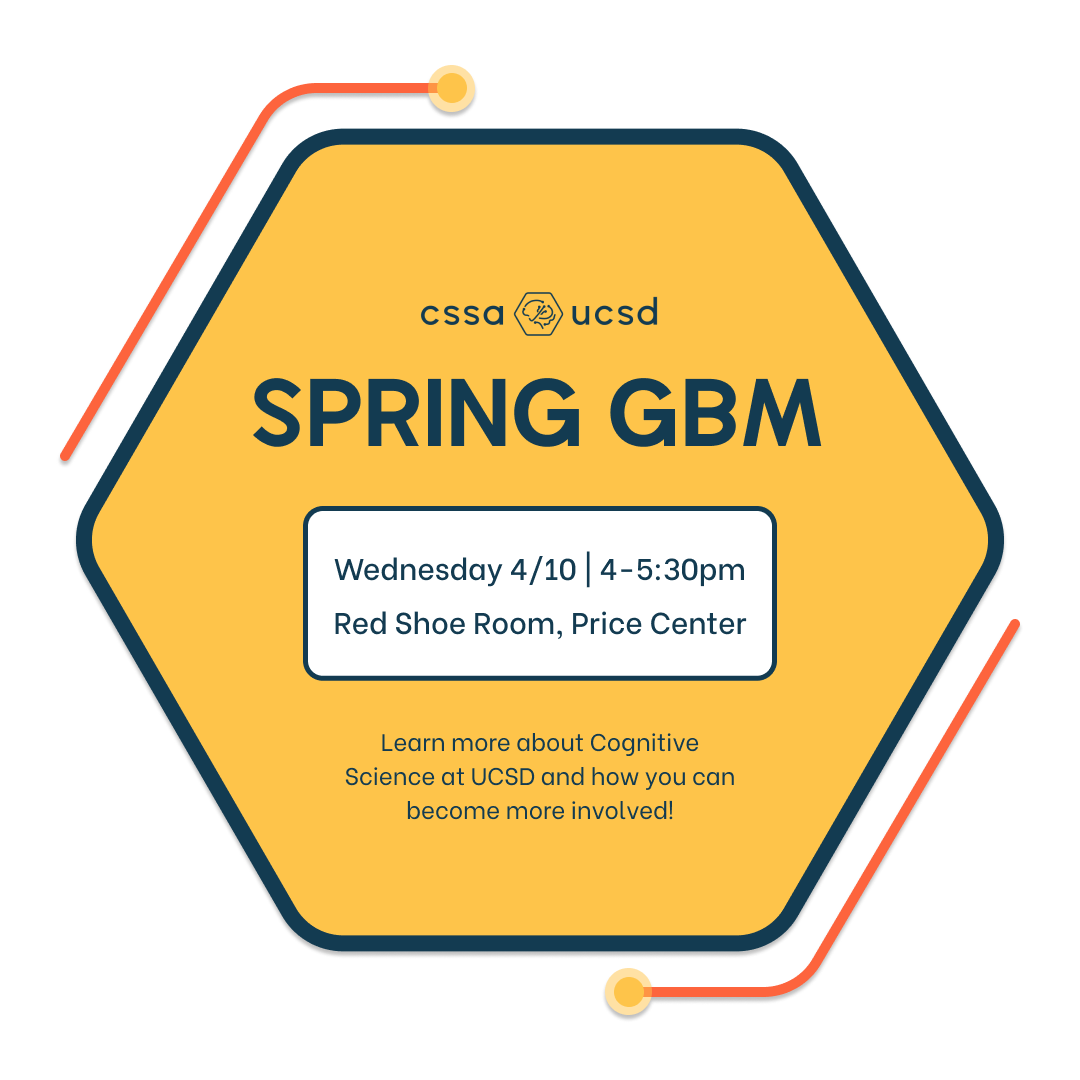 cssa ucsd
SPRING GBM
Wednesday 4/10 | 4-5:30pm
Red Shoe Room, Price Center
Learn more about Cognitive
Science at UCSD and how you can
become more involved!